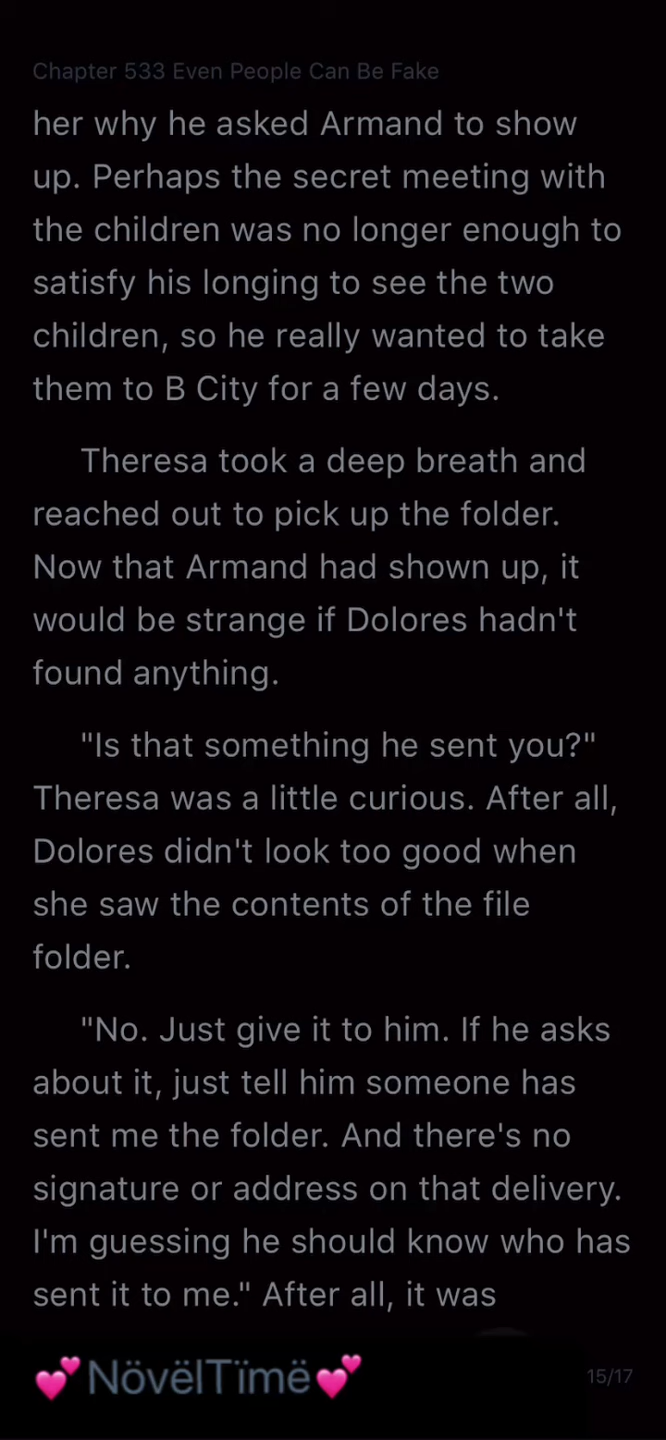 Chapter 533 Even People Can Be Fake
her why he asked Armand to show
up. Perhaps the secret meeting with
the children was no longer enough to
satisfy his longing to see the two
children, so he really wanted to take
them to B City for a few days.
Theresa took a deep breath and
reached out to pick up the folder.
Now that Armand had shown up, it
would be strange if Dolores hadn't
found anything.
"Is that something he sent you?"
Theresa was a little curious. After all,
Dolores didn't look too good when
she saw the contents of the file
folder.
"No. Just give it to him. If he asks
about it, just tell him someone has
sent me the folder. And there's no
signature or address on that delivery.
I'm guessing he should know who has
sent it to me." After all, it was
💕NövëlTïmë💕
15/17